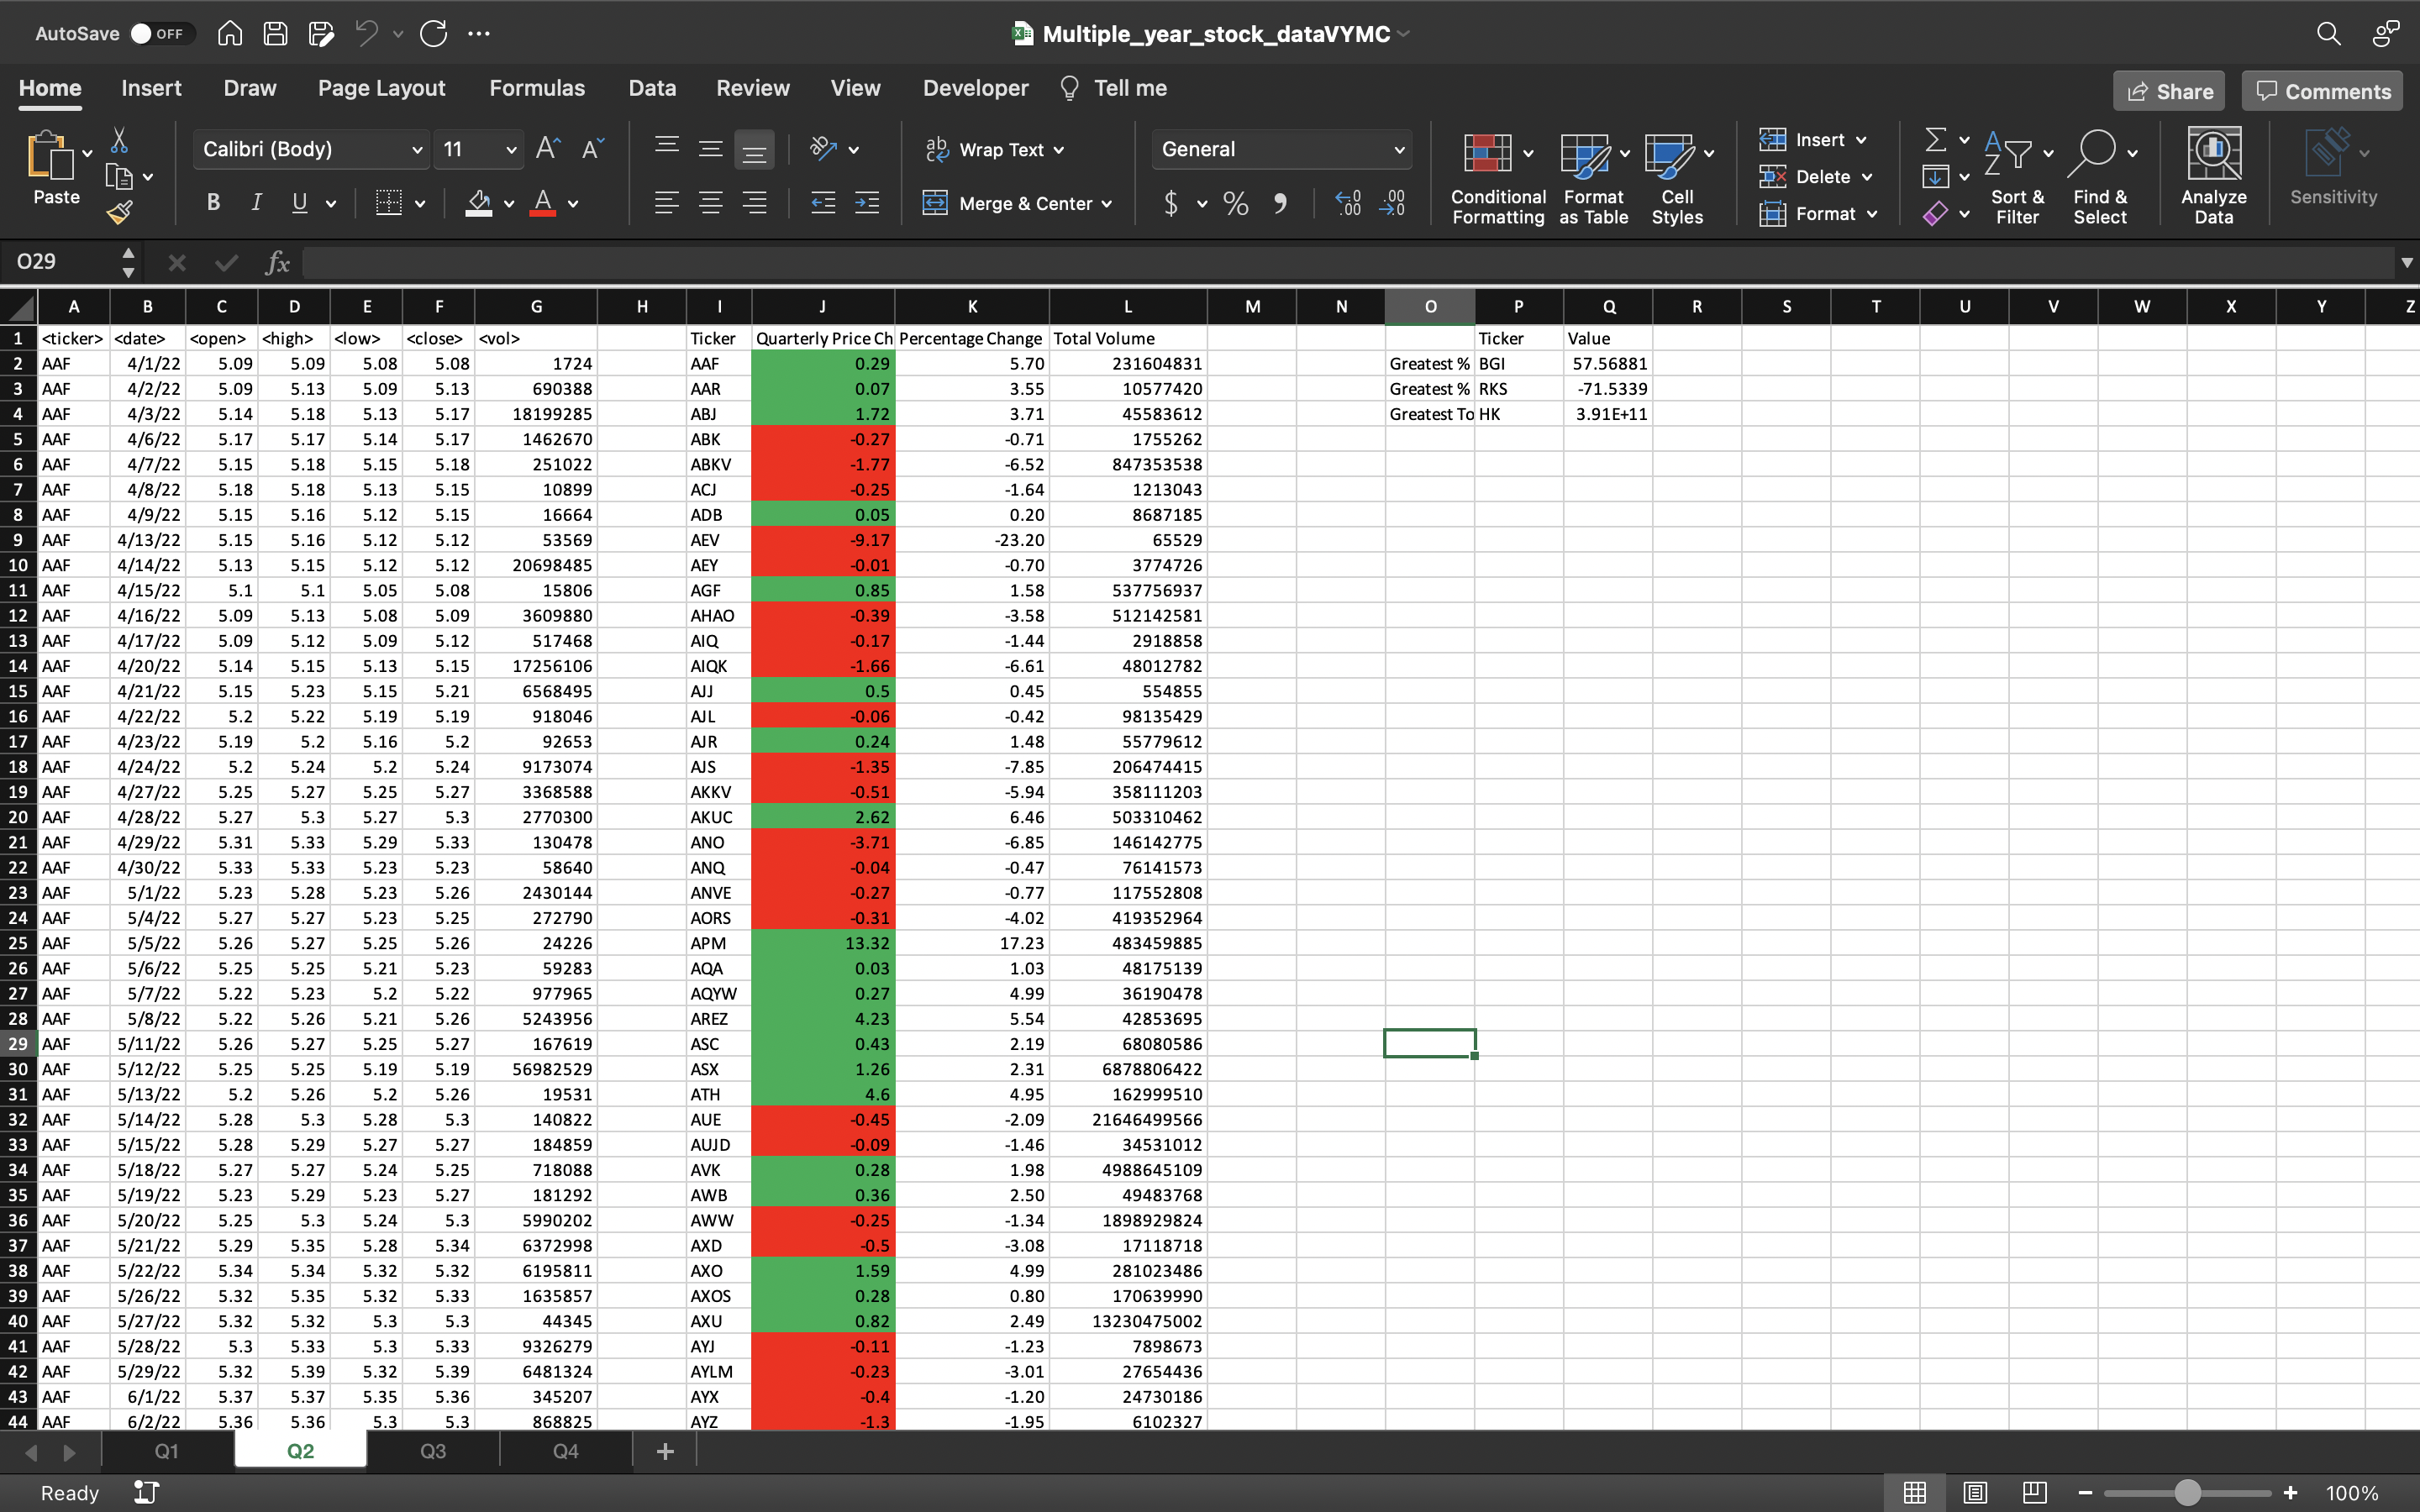 AutoSave OFF Multiple_year_stock_dataVYMC
Home Insert Draw Page Layout Formulas Data Review View Developer Tell me Share Comments
Paste Calibri (Body) 11 Wrap Text General Conditional Formatting Format as Table Cell Styles Insert Delete Format Sort & Filter Find & Select Analyze Data Sensitivity
B I U Merge & Center $ % 9
O29 fx
A B C D E F G H I J K L M N O P Q R S T U V W X Y Z
1 <ticker> <date> <open> <high> <low> <close> <vol> Ticker Quarterly Price Ch Percentage Change Total Volume Ticker Value
2 AAF 4/1/22 5.09 5.09 5.08 5.08 1724 AAF 0.29 5.70 231604831 Greatest % BGI 57.56881
3 AAF 4/2/22 5.09 5.13 5.09 5.13 690388 AAR 0.07 3.55 10577420 Greatest % RKS -71.5339
4 AAF 4/3/22 5.14 5.18 5.13 5.17 18199285 ABJ 1.72 3.71 45583612 Greatest To HK 3.91E+11
5 AAF 4/6/22 5.17 5.17 5.14 5.17 1462670 ABK -0.27 -0.71 1755262
6 AAF 4/7/22 5.15 5.18 5.15 5.18 251022 ABKV -1.77 -6.52 847353538
7 AAF 4/8/22 5.18 5.18 5.13 5.15 10899 ACJ -0.25 -1.64 1213043
8 AAF 4/9/22 5.15 5.16 5.12 5.15 16664 ADB 0.05 0.20 8687185
9 AAF 4/13/22 5.15 5.16 5.12 5.12 53569 AEV -9.17 -23.20 65529
10 AAF 4/14/22 5.13 5.15 5.12 5.12 20698485 AEY -0.01 -0.70 3774726
11 AAF 4/15/22 5.1 5.1 5.05 5.08 15806 AGF 0.85 1.58 537756937
12 AAF 4/16/22 5.09 5.13 5.08 5.09 3609880 AHAO -0.39 -3.58 512142581
13 AAF 4/17/22 5.09 5.12 5.09 5.12 517468 AIQ -0.17 -1.44 2918858
14 AAF 4/20/22 5.14 5.15 5.13 5.15 17256106 AIQK -1.66 -6.61 48012782
15 AAF 4/21/22 5.15 5.23 5.15 5.21 6568495 AJJ 0.5 0.45 554855
16 AAF 4/22/22 5.2 5.22 5.19 5.19 918046 AJL -0.06 -0.42 98135429
17 AAF 4/23/22 5.19 5.2 5.16 5.2 92653 AJR 0.24 1.48 55779612
18 AAF 4/24/22 5.2 5.24 5.2 5.24 9173074 AJS -1.35 -7.85 206474415
19 AAF 4/27/22 5.25 5.27 5.25 5.27 3368588 AKKV -0.51 -5.94 358111203
20 AAF 4/28/22 5.27 5.3 5.27 5.3 2770300 AKUC 2.62 6.46 503310462
21 AAF 4/29/22 5.31 5.33 5.29 5.33 130478 ANO -3.71 -6.85 146142775
22 AAF 4/30/22 5.33 5.33 5.23 5.23 58640 ANQ -0.04 -0.47 76141573
23 AAF 5/1/22 5.23 5.28 5.23 5.26 2430144 ANVE -0.27 -0.77 117552808
24 AAF 5/4/22 5.27 5.27 5.23 5.25 272790 AORS -0.31 -4.02 419352964
25 AAF 5/5/22 5.26 5.27 5.25 5.26 24226 APM 13.32 17.23 483459885
26 AAF 5/6/22 5.25 5.25 5.21 5.23 59283 AQA 0.03 1.03 48175139
27 AAF 5/7/22 5.22 5.23 5.2 5.22 977965 AQYW 0.27 4.99 36190478
28 AAF 5/8/22 5.22 5.26 5.21 5.26 5243956 AREZ 4.23 5.54 42853695
29 AAF 5/11/22 5.26 5.27 5.25 5.27 167619 ASC 0.43 2.19 68080586
30 AAF 5/12/22 5.25 5.25 5.19 5.19 56982529 ASX 1.26 2.31 6878806422
31 AAF 5/13/22 5.2 5.26 5.2 5.26 19531 ATH 4.6 4.95 162999510
32 AAF 5/14/22 5.28 5.3 5.28 5.3 140822 AUE -0.45 -2.09 21646499566
33 AAF 5/15/22 5.28 5.29 5.27 5.27 184859 AUJD -0.09 -1.46 34531012
34 AAF 5/18/22 5.27 5.27 5.24 5.25 718088 AVK 0.28 1.98 4988645109
35 AAF 5/19/22 5.23 5.29 5.23 5.27 181292 AWB 0.36 2.50 49483768
36 AAF 5/20/22 5.25 5.3 5.24 5.3 5990202 AWW -0.25 -1.34 1898929824
37 AAF 5/21/22 5.29 5.35 5.28 5.34 6372998 AXD -0.5 -3.08 17118718
38 AAF 5/22/22 5.34 5.34 5.32 5.32 6195811 AXO 1.59 4.99 281023486
39 AAF 5/26/22 5.32 5.35 5.32 5.33 1635857 AXOS 0.28 0.80 170639990
40 AAF 5/27/22 5.32 5.32 5.3 5.3 44345 AXU 0.82 2.49 13230475002
41 AAF 5/28/22 5.3 5.33 5.3 5.33 9326279 AYJ -0.11 -1.23 7898673
42 AAF 5/29/22 5.32 5.39 5.32 5.39 6481324 AYLM -0.23 -3.01 27654436
43 AAF 6/1/22 5.37 5.37 5.35 5.36 345207 AYX -0.4 -1.20 24730186
44 AAF 6/2/22 5.36 5.36 5.3 5.3 868825 AYZ -1.3 -1.95 6102327
Q1 Q2 Q3 Q4 +
Ready 100%